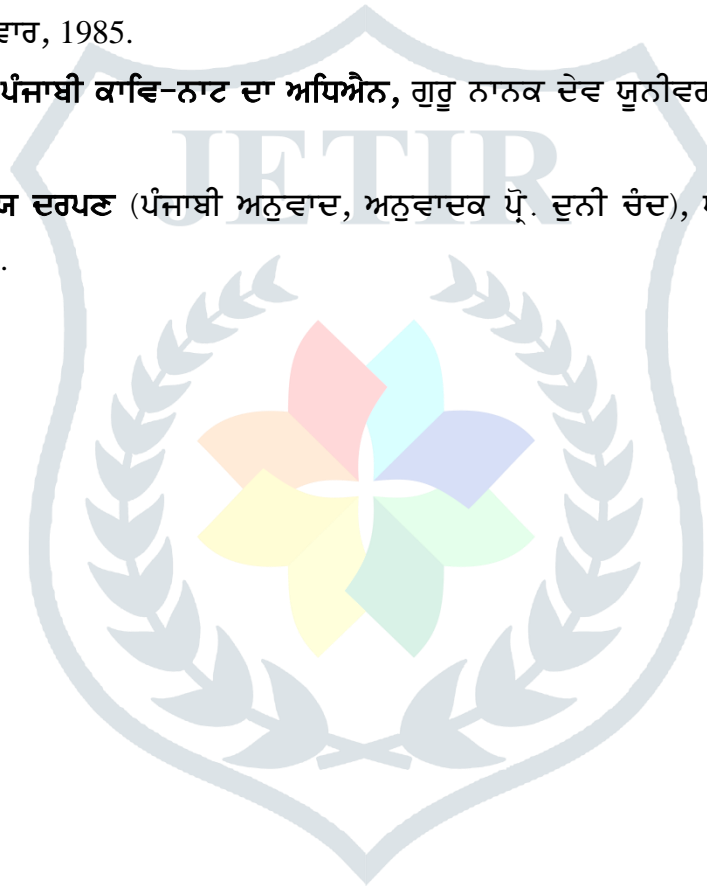 ਵਾਰ, 1985.
ਪੰਜਾਬੀ ਕਾਵਿ-ਨਾਟ ਦਾ ਅਧਿਐਨ, ਗੁਰੂ ਨਾਨਕ ਦੇਵ ਯੂਨੀਵਰ
JETIR
ਯ ਦਰਪਣ (ਪੰਜਾਬੀ ਅਨੁਵਾਦ, ਅਨੁਵਾਦਕ ਪ੍ਰੋ. ਦੁਨੀ ਚੰਦ),
.